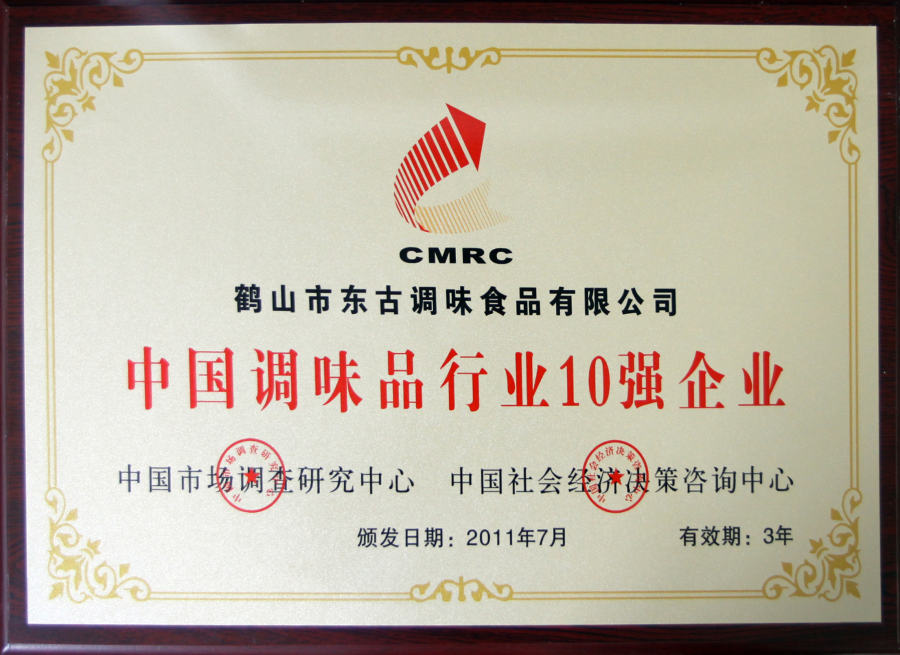 CMRC
鹤山市东古调味食品有限公司
中国调味品行业10强企业
中国市场调查研究中心 中国社会经济决策咨询中心
颁发日期：2011年7月 有效期：3年